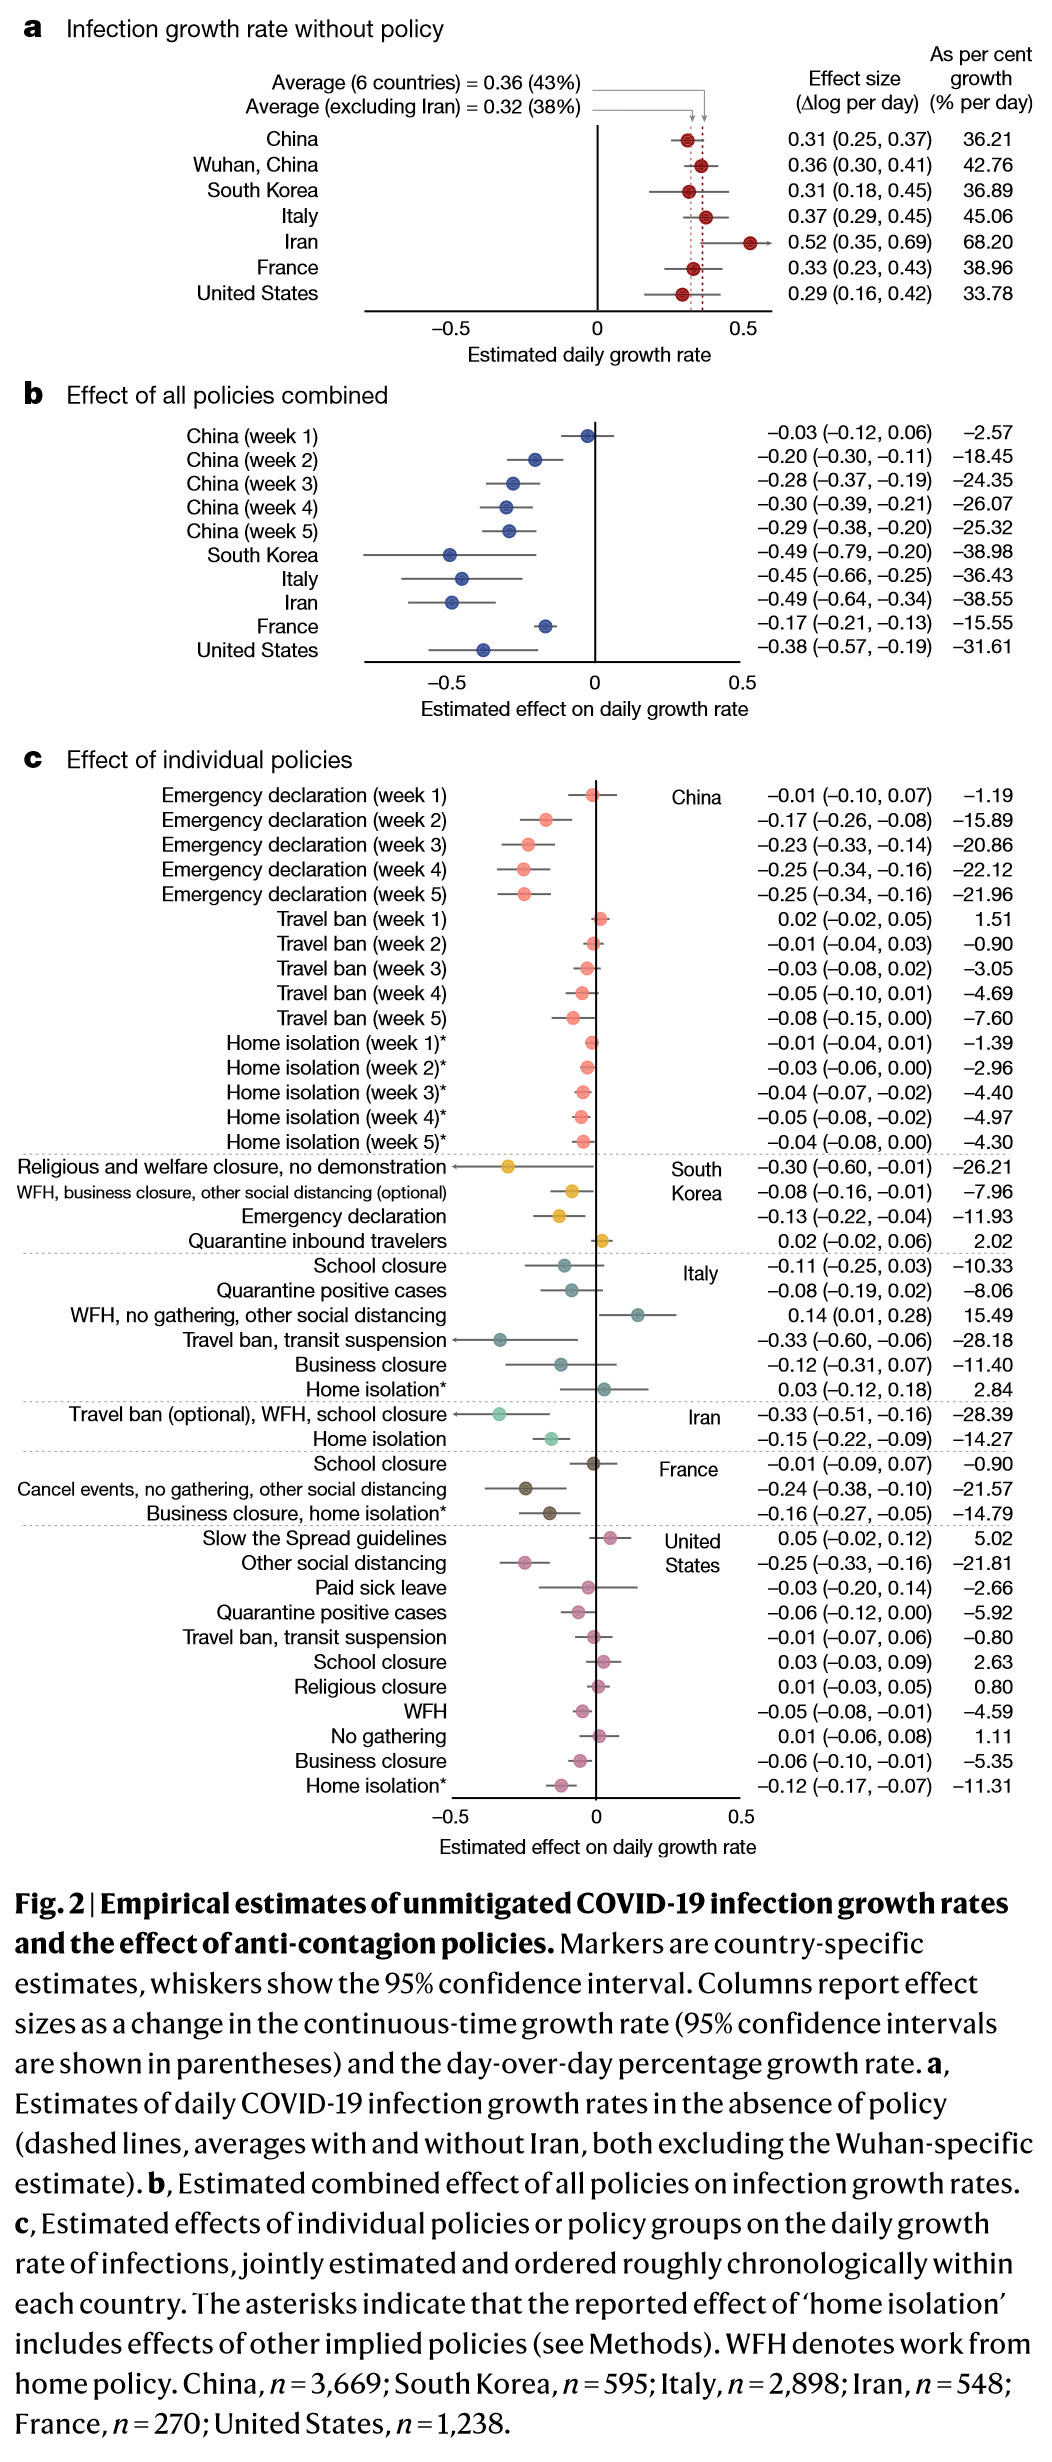 a Infection growth rate without policy
As per cent
Average (6 countries) = 0.36 (43%) Effect size growth
Average (excluding Iran) = 0.32 (38%) (Δlog per day) (% per day)
China 0.31 (0.25, 0.37) 36.21
Wuhan, China 0.36 (0.30, 0.41) 42.76
South Korea 0.31 (0.18, 0.45) 36.89
Italy 0.37 (0.29, 0.45) 45.06
Iran 0.52 (0.35, 0.69) 68.20
France 0.33 (0.23, 0.43) 38.96
United States 0.29 (0.16, 0.42) 33.78
–0.5 0 0.5
Estimated daily growth rate
b Effect of all policies combined
China (week 1) –0.03 (–0.12, 0.06) –2.57
China (week 2) –0.20 (–0.30, –0.11) –18.45
China (week 3) –0.28 (–0.37, –0.19) –24.35
China (week 4) –0.30 (–0.39, –0.21) –26.07
China (week 5) –0.29 (–0.38, –0.20) –25.32
South Korea –0.49 (–0.79, –0.20) –38.98
Italy –0.45 (–0.66, –0.25) –36.43
Iran –0.49 (–0.64, –0.34) –38.55
France –0.17 (–0.21, –0.13) –15.55
United States –0.38 (–0.57, –0.19) –31.61
–0.5 0 0.5
Estimated effect on daily growth rate
c Effect of individual policies
Emergency declaration (week 1) China –0.01 (–0.10, 0.07) –1.19
Emergency declaration (week 2) –0.17 (–0.26, –0.08) –15.89
Emergency declaration (week 3) –0.23 (–0.33, –0.14) –20.86
Emergency declaration (week 4) –0.25 (–0.34, –0.16) –22.12
Emergency declaration (week 5) –0.25 (–0.34, –0.16) –21.96
Travel ban (week 1) 0.02 (–0.02, 0.05) 1.51
Travel ban (week 2) –0.01 (–0.04, 0.03) –0.90
Travel ban (week 3) –0.03 (–0.08, 0.02) –3.05
Travel ban (week 4) –0.05 (–0.10, 0.01) –4.69
Travel ban (week 5) –0.08 (–0.15, 0.00) –7.60
Home isolation (week 1)* –0.01 (–0.04, 0.01) –1.39
Home isolation (week 2)* –0.03 (–0.06, 0.00) –2.96
Home isolation (week 3)* –0.04 (–0.07, –0.02) –4.40
Home isolation (week 4)* –0.05 (–0.08, –0.02) –4.97
Home isolation (week 5)* –0.04 (–0.08, 0.00) –4.30
Religious and welfare closure, no demonstration South –0.30 (–0.60, –0.01) –26.21
WFH, business closure, other social distancing (optional) Korea –0.08 (–0.16, –0.01) –7.96
Emergency declaration –0.13 (–0.22, –0.04) –11.93
Quarantine inbound travelers 0.02 (–0.02, 0.06) 2.02
School closure Italy –0.11 (–0.25, 0.03) –10.33
Quarantine positive cases –0.08 (–0.19, 0.02) –8.06
WFH, no gathering, other social distancing 0.14 (0.01, 0.28) 15.49
Travel ban, transit suspension –0.33 (–0.60, –0.06) –28.18
Business closure –0.12 (–0.31, 0.07) –11.40
Home isolation* 0.03 (–0.12, 0.18) 2.84
Travel ban (optional), WFH, school closure Iran –0.33 (–0.51, –0.16) –28.39
Home isolation –0.15 (–0.22, –0.09) –14.27
School closure France –0.01 (–0.09, 0.07) –0.90
Cancel events, no gathering, other social distancing –0.24 (–0.38, –0.10) –21.57
Business closure, home isolation* –0.16 (–0.27, –0.05) –14.79
Slow the Spread guidelines United 0.05 (–0.02, 0.12) 5.02
Other social distancing States –0.25 (–0.33, –0.16) –21.81
Paid sick leave –0.03 (–0.20, 0.14) –2.66
Quarantine positive cases –0.06 (–0.12, 0.00) –5.92
Travel ban, transit suspension –0.01 (–0.07, 0.06) –0.80
School closure 0.03 (–0.03, 0.09) 2.63
Religious closure 0.01 (–0.03, 0.05) 0.80
WFH –0.05 (–0.08, –0.01) –4.59
No gathering 0.01 (–0.06, 0.08) 1.11
Business closure –0.06 (–0.10, –0.01) –5.35
Home isolation* –0.12 (–0.17, –0.07) –11.31
–0.5 0 0.5
Estimated effect on daily growth rate
Fig. 2 | Empirical estimates of unmitigated COVID-19 infection growth rates
and the effect of anti-contagion policies. Markers are country-specific
estimates, whiskers show the 95% confidence interval. Columns report effect
sizes as a change in the continuous-time growth rate (95% confidence intervals
are shown in parentheses) and the day-over-day percentage growth rate. a,
Estimates of daily COVID-19 infection growth rates in the absence of policy
(dashed lines, averages with and without Iran, both excluding the Wuhan-specific
estimate). b, Estimated combined effect of all policies on infection growth rates.
c, Estimated effects of individual policies or policy groups on the daily growth
rate of infections, jointly estimated and ordered roughly chronologically within
each country. The asterisks indicate that the reported effect of ‘home isolation’
includes effects of other implied policies (see Methods). WFH denotes work from
home policy. China, n = 3,669; South Korea, n = 595; Italy, n = 2,898; Iran, n = 548;
France, n = 270; United States, n = 1,238.